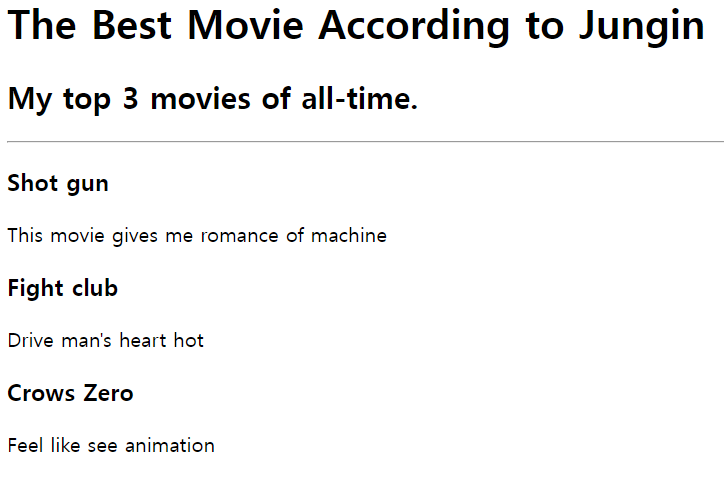 The Best Movie According to Jungin
My top 3 movies of all-time.
Shot gun
This movie gives me romance of machine
Fight club
Drive man's heart hot
Crows Zero
Feel like see animation